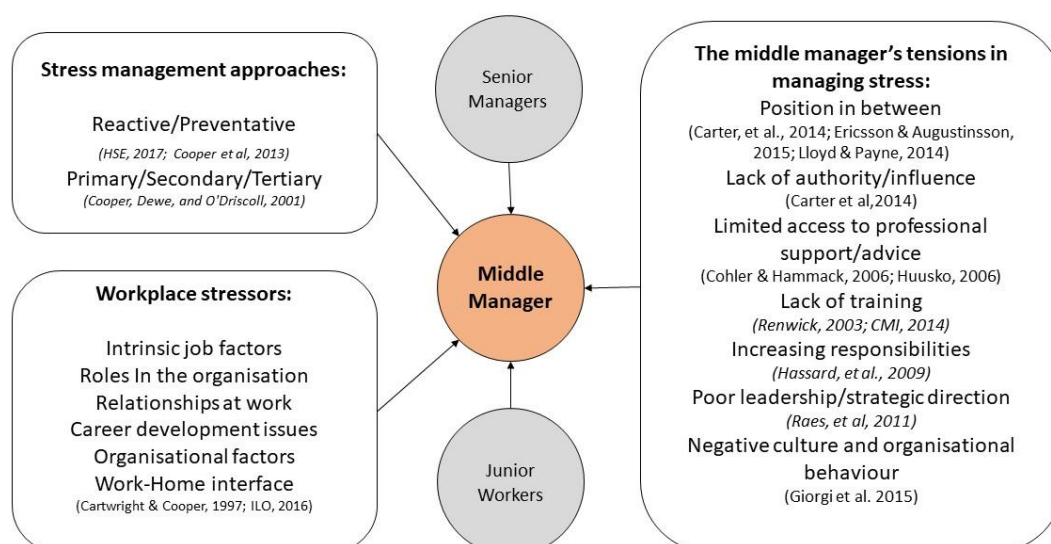 Stress management approaches:
Reactive/Preventative
(HSE, 2017; Cooper et al, 2013)
Primary/Secondary/Tertiary
(Cooper, Dewe, and O'Driscoll, 2001)
Workplace stressors:
Intrinsic job factors
Roles In the organisation
Relationships at work
Career development issues
Organisational factors
Work-Home interface
(Cartwright & Cooper, 1997; ILO, 2016)
Senior
Managers
Middle
Manager
Junior
Workers
The middle manager's tensions in
managing stress:
Position in between
(Carter, et al., 2014; Ericsson & Augustinsson,
2015; Lloyd & Payne, 2014)
Lack of authority/influence
(Carter et al,2014)
Limited access to professional
support/advice
(Cohler & Hammack, 2006; Huusko, 2006)
Lack of training
(Renwick, 2003; CMI, 2014)
Increasing responsibilities
(Hassard, et al., 2009)
Poor leadership/strategic direction
(Raes, et al, 2011)
Negative culture and organisational
behaviour
(Giorgi et al. 2015)